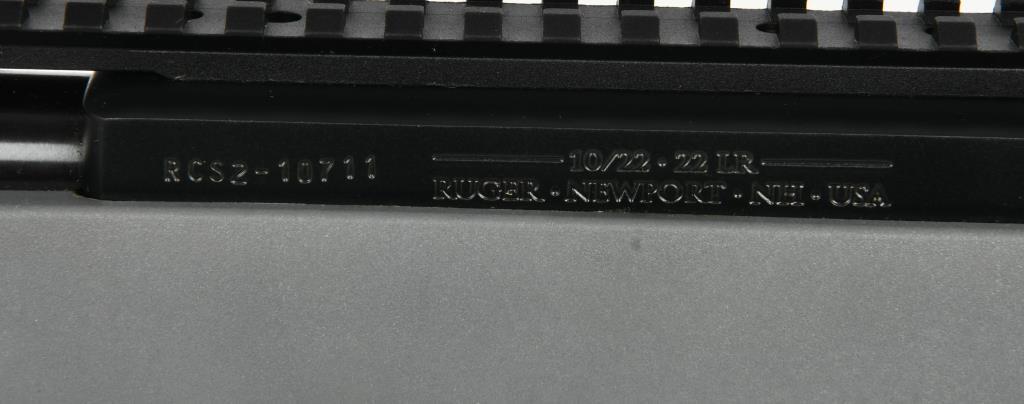 RCS2-10711
10/22 · 22 LR
RUGER · NEWPORT · NH · USA